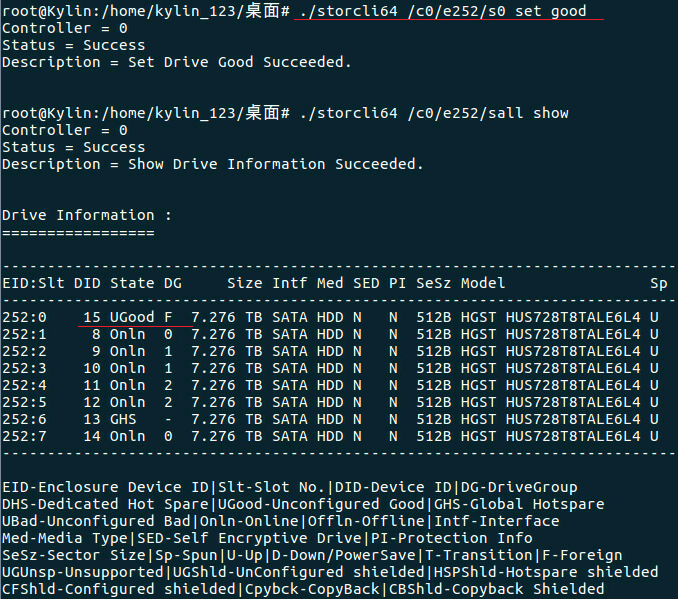 root@Kylin:/home/kylin_123/桌面# ./storcli64 /c0/e252/s0 set good
Controller = 0
Status = Success
Description = Set Drive Good Succeeded.
root@Kylin:/home/kylin_123/桌面# ./storcli64 /c0/e252/sall show
Controller = 0
Status = Success
Description = Show Drive Information Succeeded.
Drive Information :
=================
-----------------------------------------------------------------------------
EID:Slt DID State DG     Size Intf Med SED PI SeSz Model                Sp
-----------------------------------------------------------------------------
252:0    15 UGood F  7.276 TB SATA HDD N   N  512B HGST HUS728T8TALE6L4 U
252:1     8 Onln  0  7.276 TB SATA HDD N   N  512B HGST HUS728T8TALE6L4 U
252:2     9 Onln  1  7.276 TB SATA HDD N   N  512B HGST HUS728T8TALE6L4 U
252:3    10 Onln  1  7.276 TB SATA HDD N   N  512B HGST HUS728T8TALE6L4 U
252:4    11 Onln  2  7.276 TB SATA HDD N   N  512B HGST HUS728T8TALE6L4 U
252:5    12 Onln  2  7.276 TB SATA HDD N   N  512B HGST HUS728T8TALE6L4 U
252:6    13 GHS   -  7.276 TB SATA HDD N   N  512B HGST HUS728T8TALE6L4 U
252:7    14 Onln  0  7.276 TB SATA HDD N   N  512B HGST HUS728T8TALE6L4 U
-----------------------------------------------------------------------------
EID-Enclosure Device ID|Slt-Slot No.|DID-Device ID|DG-DriveGroup
DHS-Dedicated Hot Spare|UGood-Unconfigured Good|GHS-Global Hotspare
UBad-Unconfigured Bad|Onln-Online|Offln-Offline|Intf-Interface
Med-Media Type|SED-Self Encryptive Drive|PI-Protection Info
SeSz-Sector Size|Sp-Spun|U-Up|D-Down/PowerSave|T-Transition|F-Foreign
UGUnsp-Unsupported|UGShld-UnConfigured shielded|HSPShld-Hotspare shielded
CFShld-Configured shielded|Cpybck-CopyBack|CBShld-Copyback Shielded